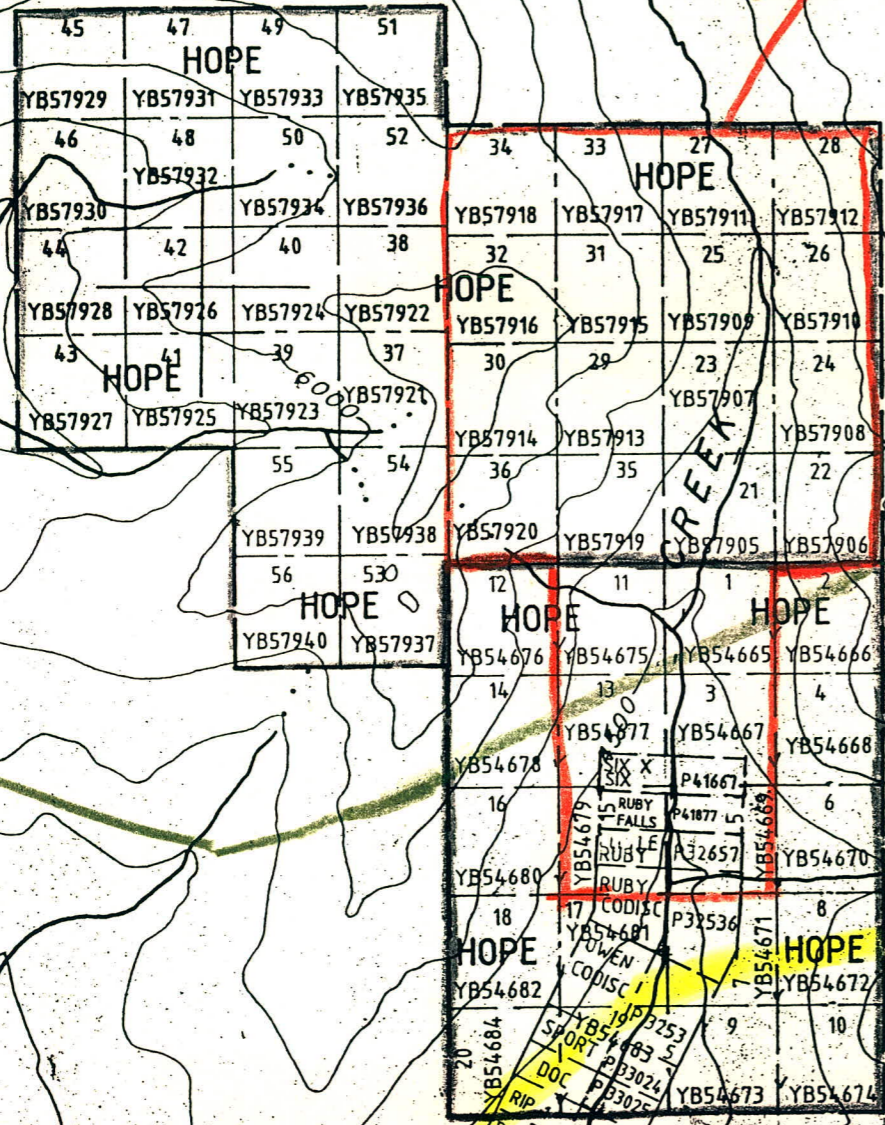 45 47 49 51
HOPE
YB57929 YB57931 YB57933 YB57935
46 48 50 52
YB57932
YB57930 YB57934 YB57936
44 42 40 38
YB57928 YB57926 YB57924 YB57922
43 41 39 37
HOPE
6000
YB57921
YB57927 YB57925 YB57923
55 54
YB57939 YB57938
56 53
HOPE
YB57940 YB57937
34 33 27 28
HOPE
YB57918 YB57917 YB57911 YB57912
32 31 25 26
HOPE
YB57916 YB57915 YB57909 YB57910
30 29 23 24
YB57907
YB57914 YB57913 YB57908
36 35 21 22
CREEK
YB57920 YB57919 YB57905 YB57906
12 11 1 2
HOPE HOPE
YB54676 YB54675 YB54665 YB54666
14 13 3 4
YB54677 YB54667
YB54678 YB54668
SIX X
SIX P41667
16 15 5 6
YB54679 YB54669
RUBY
FALLS P41877
RUBY P32657
YB54680 YB54670
RUBY
CODISC P32536
18 17 7 8
YB54681 YB54671
HOPE HOPE
OWEN
CODISC
YB54682 YB54672
19 9 10
P3253
YB54683
20
YB54684
SPORT P33024
DOC P33025
RIP
YB54673 YB54674